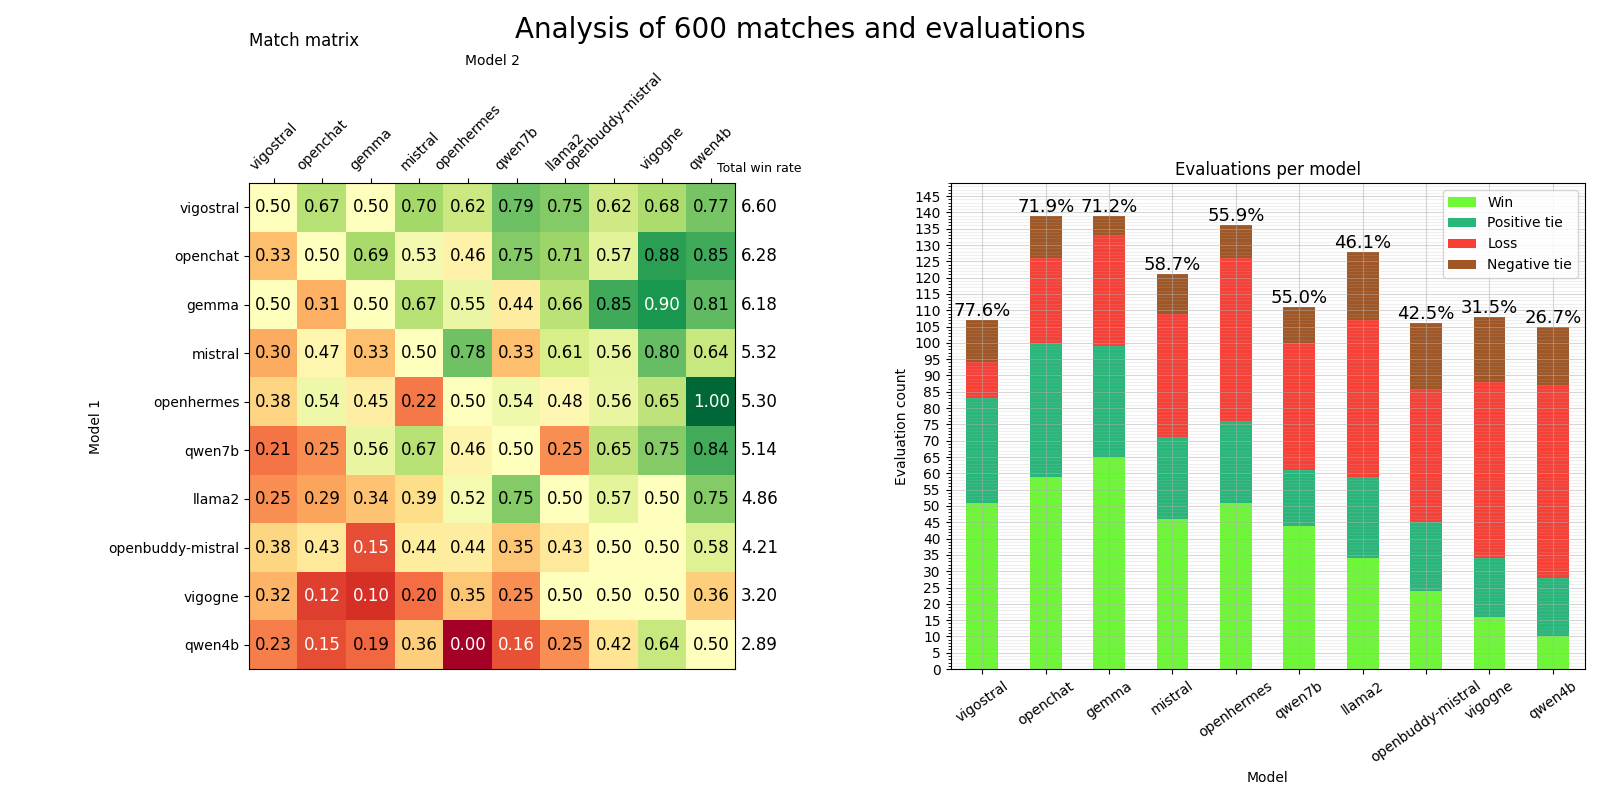 Analysis of 600 matches and evaluations
Match matrix
Model 2
vigostral openchat gemma mistral openhermes qwen7b llama2 openbuddy-mistral vigogne qwen4b
Total win rate
Model 1
vigostral 0.50 0.67 0.50 0.70 0.62 0.79 0.75 0.62 0.68 0.77 6.60
openchat 0.33 0.50 0.69 0.53 0.46 0.75 0.71 0.57 0.88 0.85 6.28
gemma 0.50 0.31 0.50 0.67 0.55 0.44 0.66 0.85 0.90 0.81 6.18
mistral 0.30 0.47 0.33 0.50 0.78 0.33 0.61 0.56 0.80 0.64 5.32
openhermes 0.38 0.54 0.45 0.22 0.50 0.54 0.48 0.56 0.65 1.00 5.30
qwen7b 0.21 0.25 0.56 0.67 0.46 0.50 0.25 0.65 0.75 0.84 5.14
llama2 0.25 0.29 0.34 0.39 0.52 0.75 0.50 0.57 0.50 0.75 4.86
openbuddy-mistral 0.38 0.43 0.15 0.44 0.44 0.35 0.43 0.50 0.50 0.58 4.21
vigogne 0.32 0.12 0.10 0.20 0.35 0.25 0.50 0.50 0.50 0.36 3.20
qwen4b 0.23 0.15 0.19 0.36 0.00 0.16 0.25 0.42 0.64 0.50 2.89
Evaluations per model
Evaluation count
145
140
135
130
125
120
115
110
105
100
95
90
85
80
75
70
65
60
55
50
45
40
35
30
25
20
15
10
5
0
77.6% 71.9% 71.2% 58.7% 55.9% 55.0% 46.1% 42.5% 31.5% 26.7%
Win
Positive tie
Loss
Negative tie
vigostral openchat gemma mistral openhermes qwen7b llama2 openbuddy-mistral vigogne qwen4b
Model